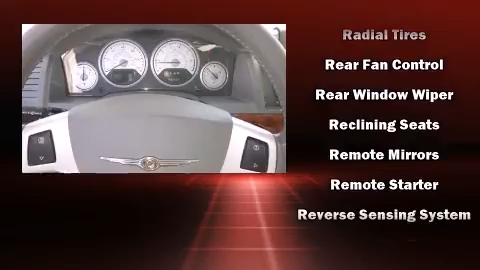 Radial Tires
Rear Fan Control
Rear Window Wiper
Reclining Seats
Remote Mirrors
Remote Starter
Reverse Sensing System